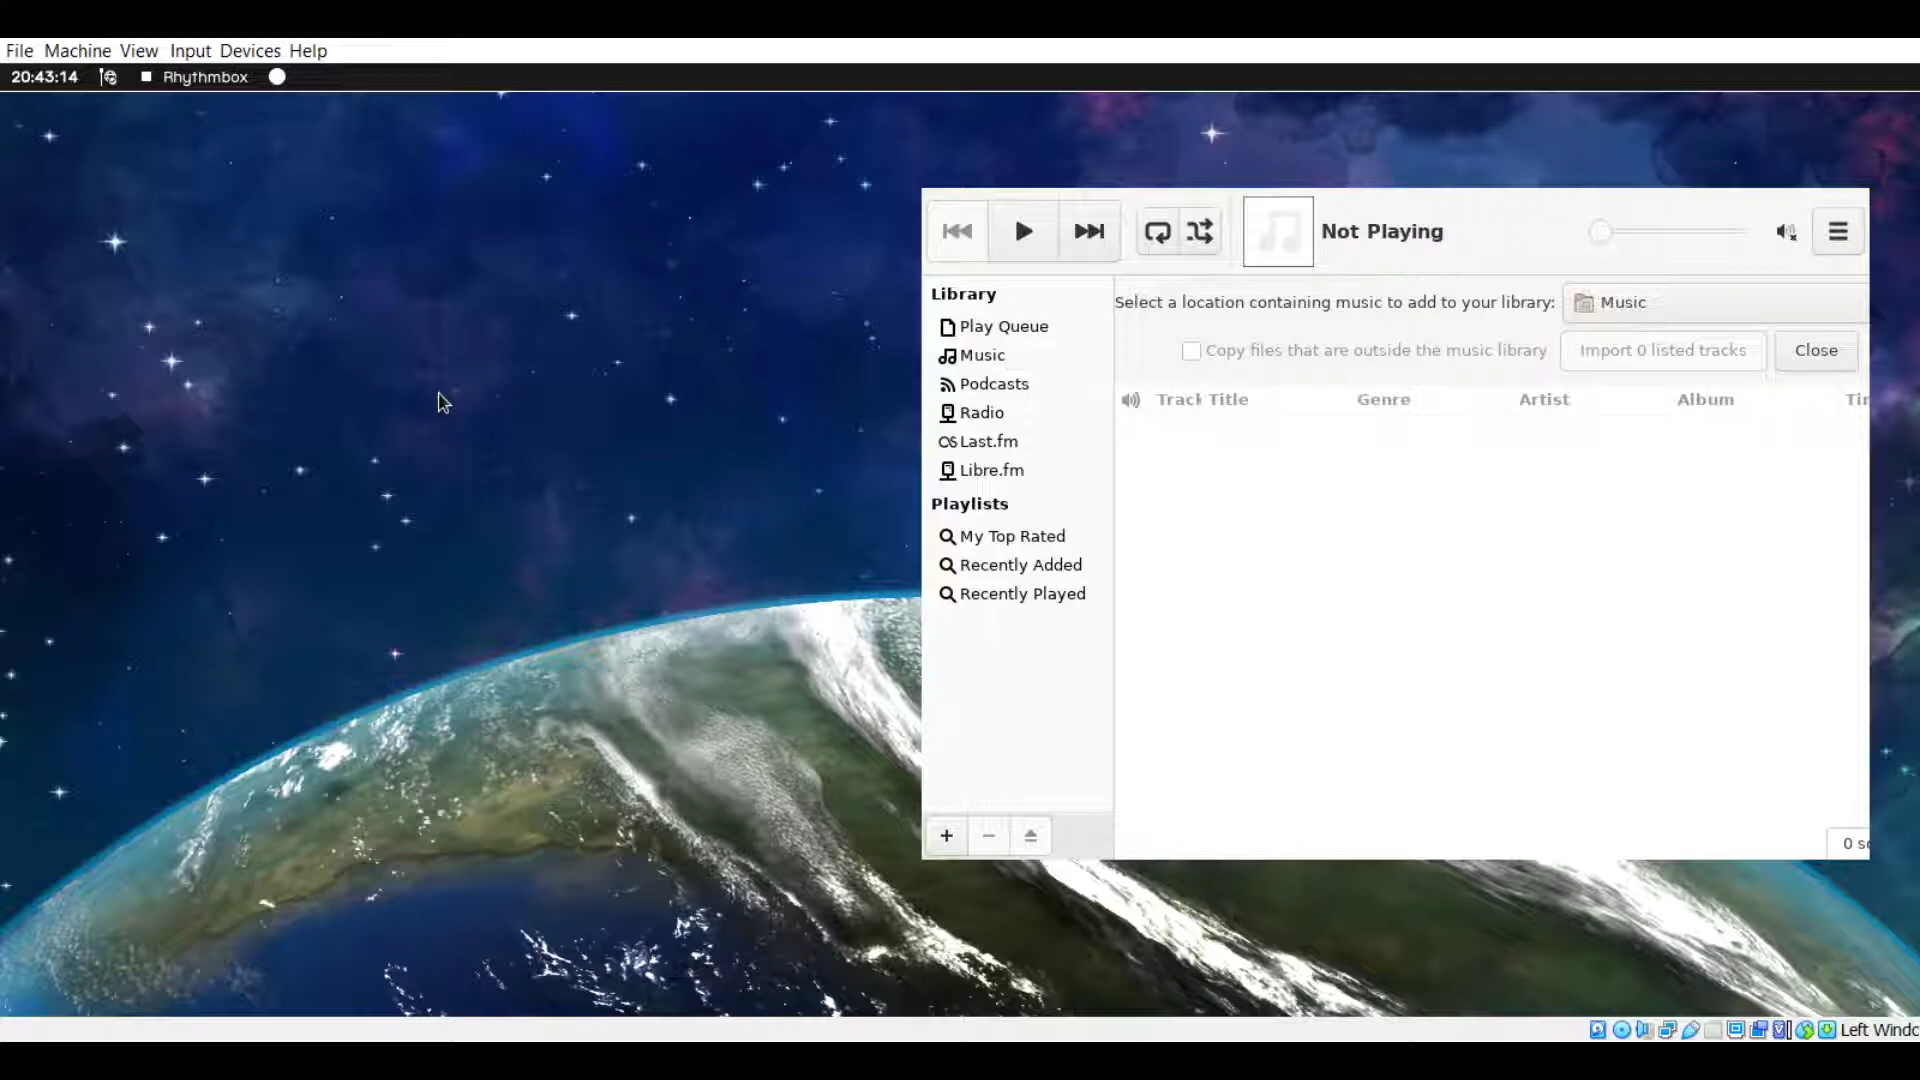 File Machine View Input Devices Help
20:43:14 Rhythmbox
Not Playing
Library
Select a location containing music to add to your library: Music
Play Queue
Copy files that are outside the music library Import 0 listed tracks Close
Music
Podcasts
Title Genre Artist Album
Radio
Last.fm
Libre.fm
Playlists
My Top Rated
Recently Added
Recently Played
0
Left